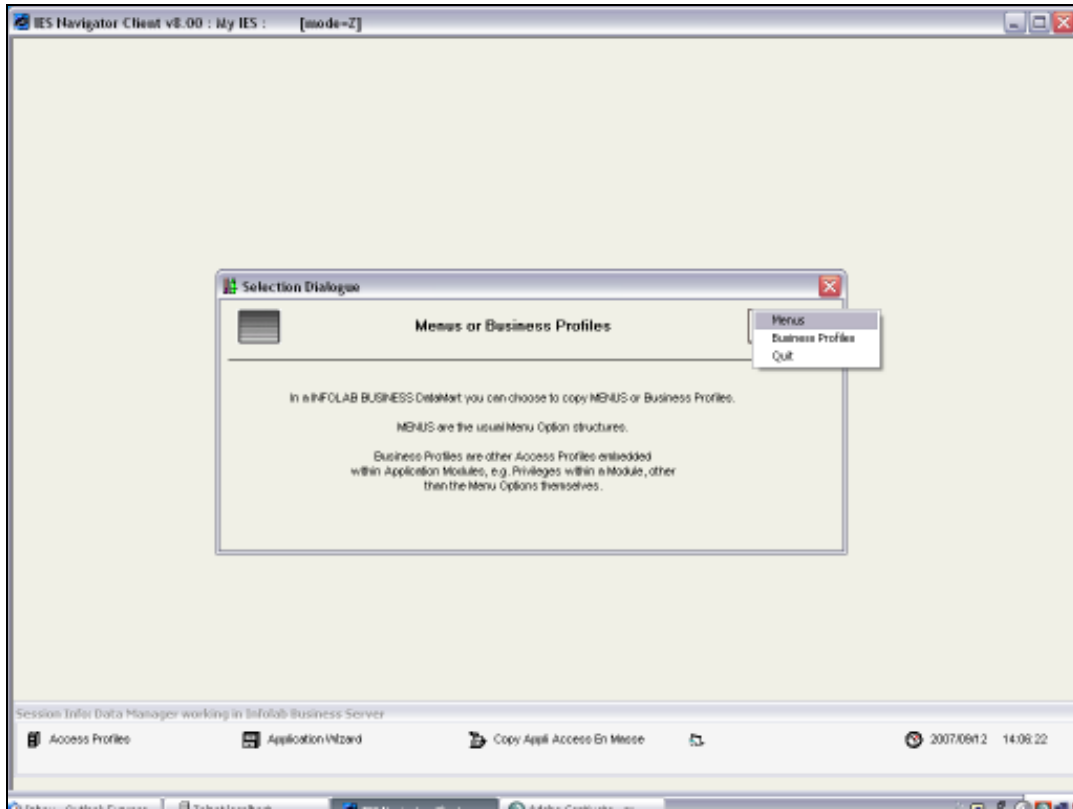 IES Navigator Client v8.00 : My IES : [mode=Z]
Selection Dialogue
Menus or Business Profiles
Menus
Business Profiles
Quit
In a INFOLAB BUSINESS DataMart you can choose to copy MENUS or Business Profiles.
MENUS are the usual Menu Option structures.
Business Profiles are other Access Profiles embedded
within Application Modules, e.g. Privileges within a Module, other
than the Menu Options themselves.
Session Info: Data Manager working in Infolab Business Server
Access Profiles
Application Wizard
Copy Appli Access En Masse
2007/09/12 14:06:22